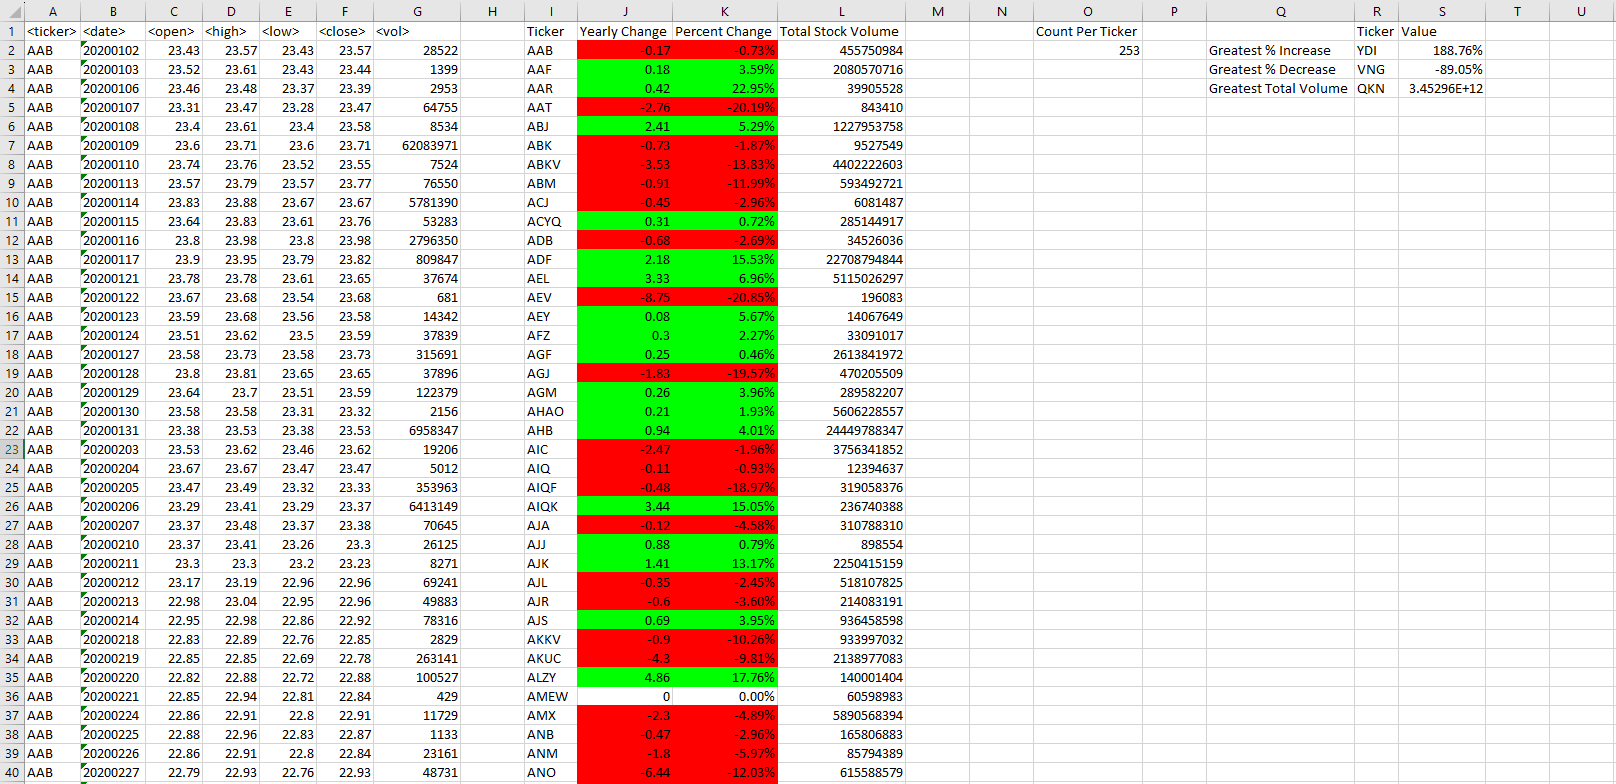 A B C D E F G H I J K L M N O P Q R S T U
1 <ticker> <date> <open> <high> <low> <close> <vol> Ticker Yearly Change Percent Change Total Stock Volume Count Per Ticker Ticker Value
2 AAB 20200102 23.43 23.57 23.43 23.57 28522 AAB -0.17 -0.73% 455750984 253 Greatest % Increase YDI 188.76%
3 AAB 20200103 23.52 23.61 23.43 23.44 1399 AAF 0.18 3.59% 2080570716 Greatest % Decrease VNG -89.05%
4 AAB 20200106 23.46 23.48 23.37 23.39 2953 AAR 0.42 22.95% 39905528 Greatest Total Volume QKN 3.45296E+12
5 AAB 20200107 23.31 23.47 23.28 23.47 64755 AAT -2.76 -20.19% 843410
6 AAB 20200108 23.4 23.61 23.4 23.58 8534 ABJ 2.41 5.29% 1227953758
7 AAB 20200109 23.6 23.71 23.6 23.71 62083971 ABK -0.73 -1.87% 9527549
8 AAB 20200110 23.74 23.76 23.52 23.55 7524 ABKV -3.53 -13.83% 4402222603
9 AAB 20200113 23.57 23.79 23.57 23.77 76550 ABM -0.91 -11.99% 593492721
10 AAB 20200114 23.83 23.88 23.67 23.67 5781390 ACJ -0.45 -2.96% 6081487
11 AAB 20200115 23.64 23.83 23.61 23.76 53283 ACYQ 0.31 0.72% 285144917
12 AAB 20200116 23.8 23.98 23.8 23.98 2796350 ADB -0.68 -2.69% 34526036
13 AAB 20200117 23.9 23.95 23.79 23.82 809847 ADF 2.18 15.53% 22708794844
14 AAB 20200121 23.78 23.78 23.61 23.65 37674 AEL 3.33 6.96% 5115026297
15 AAB 20200122 23.67 23.68 23.54 23.68 681 AEV -8.75 -20.85% 196083
16 AAB 20200123 23.59 23.68 23.56 23.58 14342 AEY 0.08 5.67% 14067649
17 AAB 20200124 23.51 23.62 23.5 23.59 37839 AFZ 0.3 2.27% 33091017
18 AAB 20200127 23.58 23.73 23.58 23.73 315691 AGF 0.25 0.46% 2613841972
19 AAB 20200128 23.8 23.81 23.65 23.65 37896 AGJ -1.83 -19.57% 470205509
20 AAB 20200129 23.64 23.7 23.51 23.59 122379 AGM 0.26 3.96% 289582207
21 AAB 20200130 23.58 23.58 23.31 23.32 2156 AHAO 0.21 1.93% 5606228557
22 AAB 20200131 23.38 23.53 23.38 23.53 6958347 AHB 0.94 4.01% 24449788347
23 AAB 20200203 23.53 23.62 23.46 23.62 19206 AIC -2.47 -1.96% 3756341852
24 AAB 20200204 23.67 23.67 23.47 23.47 5012 AIQ -0.11 -0.93% 12394637
25 AAB 20200205 23.47 23.49 23.32 23.33 353963 AIQF -0.48 -18.97% 319058376
26 AAB 20200206 23.29 23.41 23.29 23.37 6413149 AIQK 3.44 15.05% 236740388
27 AAB 20200207 23.37 23.48 23.37 23.38 70645 AJA -0.12 -4.58% 310788310
28 AAB 20200210 23.37 23.41 23.26 23.3 26125 AJJ 0.88 0.79% 898554
29 AAB 20200211 23.3 23.3 23.2 23.23 8271 AJK 1.41 13.17% 2250415159
30 AAB 20200212 23.17 23.19 22.96 22.96 69241 AJL -0.35 -2.45% 518107825
31 AAB 20200213 22.98 23.04 22.95 22.96 49883 AJR -0.6 -3.60% 214083191
32 AAB 20200214 22.95 22.98 22.86 22.92 78316 AJS 0.69 3.95% 936458598
33 AAB 20200218 22.83 22.89 22.76 22.85 2829 AKKV -0.9 -10.26% 933997032
34 AAB 20200219 22.85 22.85 22.69 22.78 263141 AKUC -4.3 -9.81% 2138977083
35 AAB 20200220 22.82 22.88 22.72 22.88 100527 ALZY 4.86 17.76% 140001404
36 AAB 20200221 22.85 22.94 22.81 22.84 429 AMEW 0 0.00% 60598983
37 AAB 20200224 22.86 22.91 22.8 22.91 11729 AMX -2.3 -4.89% 5890568394
38 AAB 20200225 22.88 22.96 22.83 22.87 1133 ANB -0.47 -2.96% 165806883
39 AAB 20200226 22.86 22.91 22.8 22.84 23161 ANM -1.8 -5.97% 85794389
40 AAB 20200227 22.79 22.93 22.76 22.93 48731 ANO -6.44 -12.03% 615588579